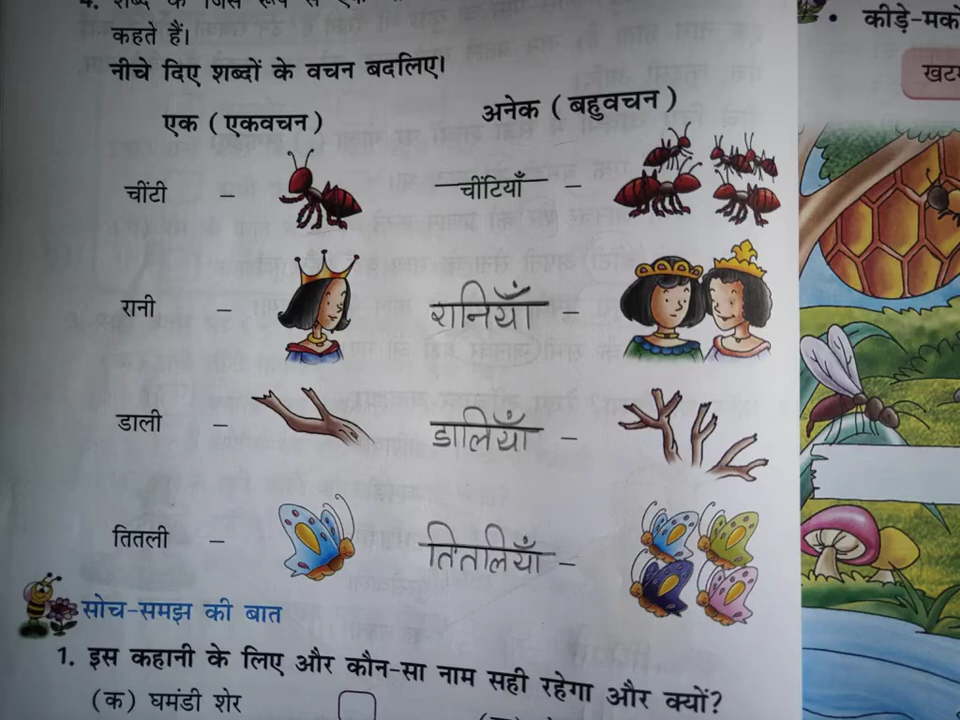 कहते हैं।
नीचे दिए शब्दों के वचन बदलिए।
एक ( एकवचन )
अनेक ( बहुवचन )
चींटी – चींटियाँ –
रानी – रानियाँ –
डाली – डालियाँ –
तितली – तितलियाँ –
सोच-समझ की बात
1. इस कहानी के लिए और कौन-सा नाम सही रहेगा और क्यों?
(क) घमंडी शेर
• कीड़े-मको
खटम